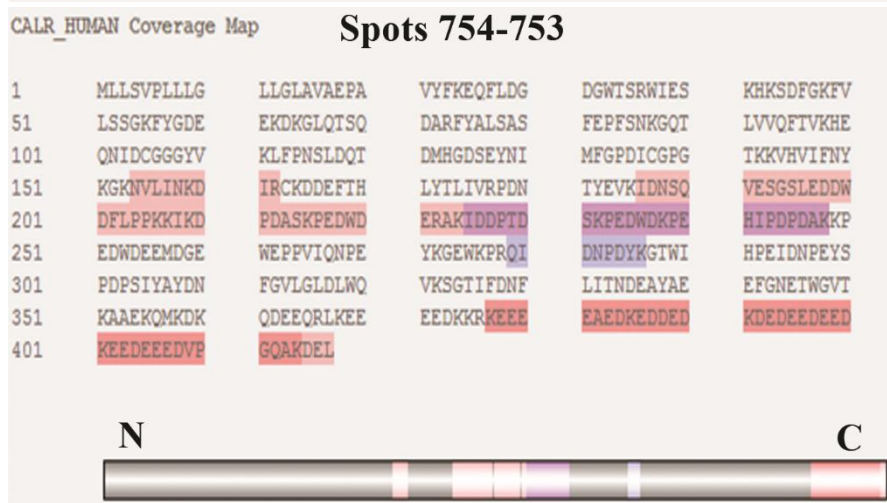 CALR_HUMAN Coverage Map Spots 754-753
1 MLLSVPLLLG LLGLAVAEPA VYFKEQFLDG DGWTSRWIES KHKSDFGKFV
51 LSSGKFYGDE EKDKGLQTSQ DARFYALSAS FEPFSNKGQT LVVQFTVKHE
101 QNIDCGGGYV KLFPNSLDQT DMHGDSEYNI MFGPDICGPG TKKVHVIFNY
151 KGKNVLINKD IRCKDDEFTH LYTLIVRPDN TYEVKIDNSQ VESGSLEDDW
201 DFLPPKKIKD PDASKPEDWD ERAKIDDPTD SKPEDWDKPE HIPDPDAKKP
251 EDWDEEMDGE WEPPVIQNPE YKGEWKPRQI DNPDYKGTWI HPEIDNPEYS
301 PDPSIYAYDN FGVLGLDLWQ VKSGTIFDNF LITNDEAYAE EFGNETWGVT
351 KAAEKQMKDK QDEEQRLKEE EEDKKRKEEE EAEDKEDDED KDEDEEDEED
401 KEEDEEEDVP GQAKDEL
N C